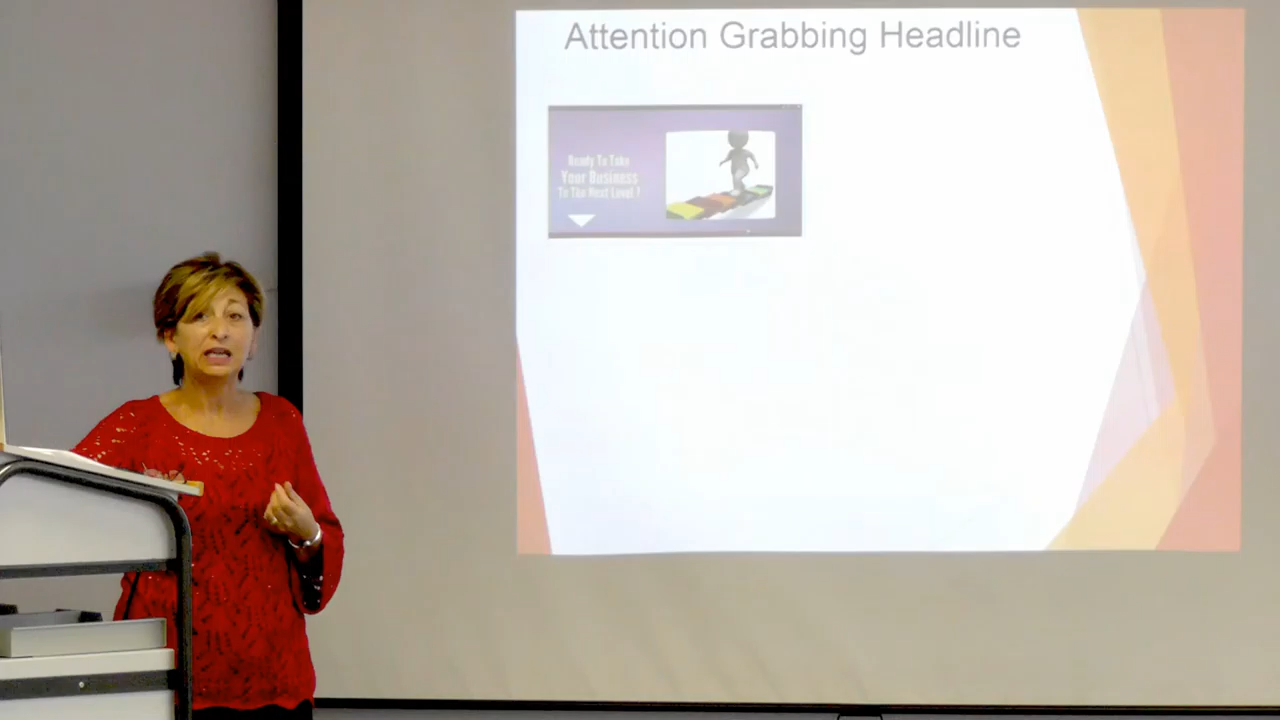 Attention Grabbing Headline
Ready To Take
Your Business
To The Next Level ?